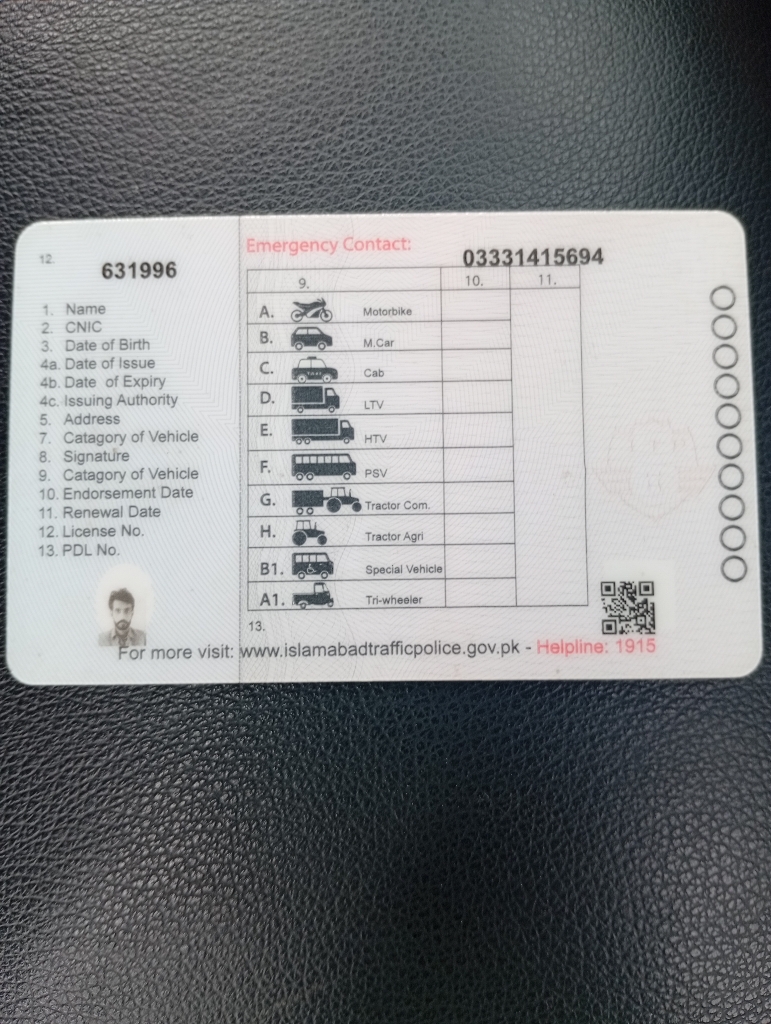 12.
631996
1. Name
2. CNIC
3. Date of Birth
4a. Date of Issue
4b. Date of Expiry
4c. Issuing Authority
5. Address
7. Catagory of Vehicle
8. Signature
9. Catagory of Vehicle
10. Endorsement Date
11. Renewal Date
12. License No.
13. PDL No.
Emergency Contact: 03331415694
9. 10. 11.
A. Motorbike
B. M.Car
C. TAXI Cab
D. LTV
E. HTV
F. PSV
G. Tractor Com.
H. Tractor Agri
B1. Special Vehicle
A1. Tri-wheeler
13.
For more visit: www.islamabadtrafficpolice.gov.pk - Helpline: 1915